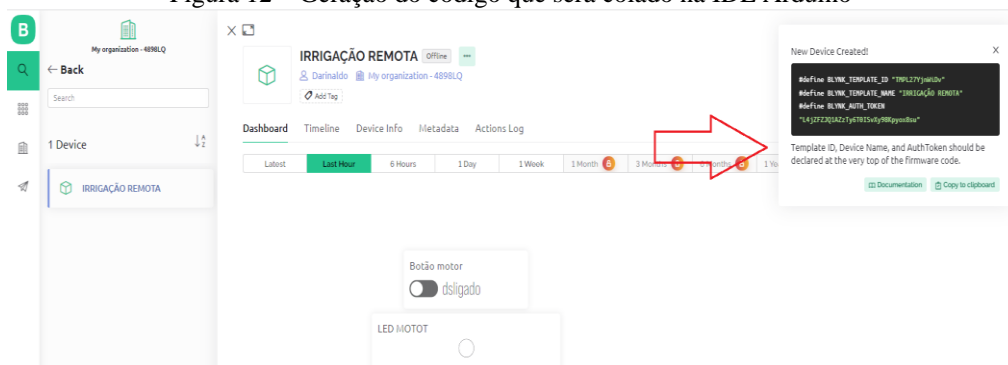 Figura 12 – Geração do código que será colado na IDE Arduino
B
My organization - 4898LQ
← Back
Search
1 Device
IRRIGAÇÃO REMOTA
X
IRRIGAÇÃO REMOTA Offline ...
Darinaldo My organization - 4898LQ
Add Tag
Dashboard Timeline Device Info Metadata Actions Log
Latest Last Hour 6 Hours 1 Day 1 Week 1 Month 3 Months 6 Months
Botão motor
dsligado
LED MOTOT
New Device Created! X
#define BLYNK_TEMPLATE_ID "TMPL27YjnWiDv"
#define BLYNK_TEMPLATE_NAME "IRRIGAÇÃO REMOTA"
#define BLYNK_AUTH_TOKEN
Template ID, Device Name, and AuthToken should be
declared at the very top of the firmware code.
Documentation Copy to clipboard